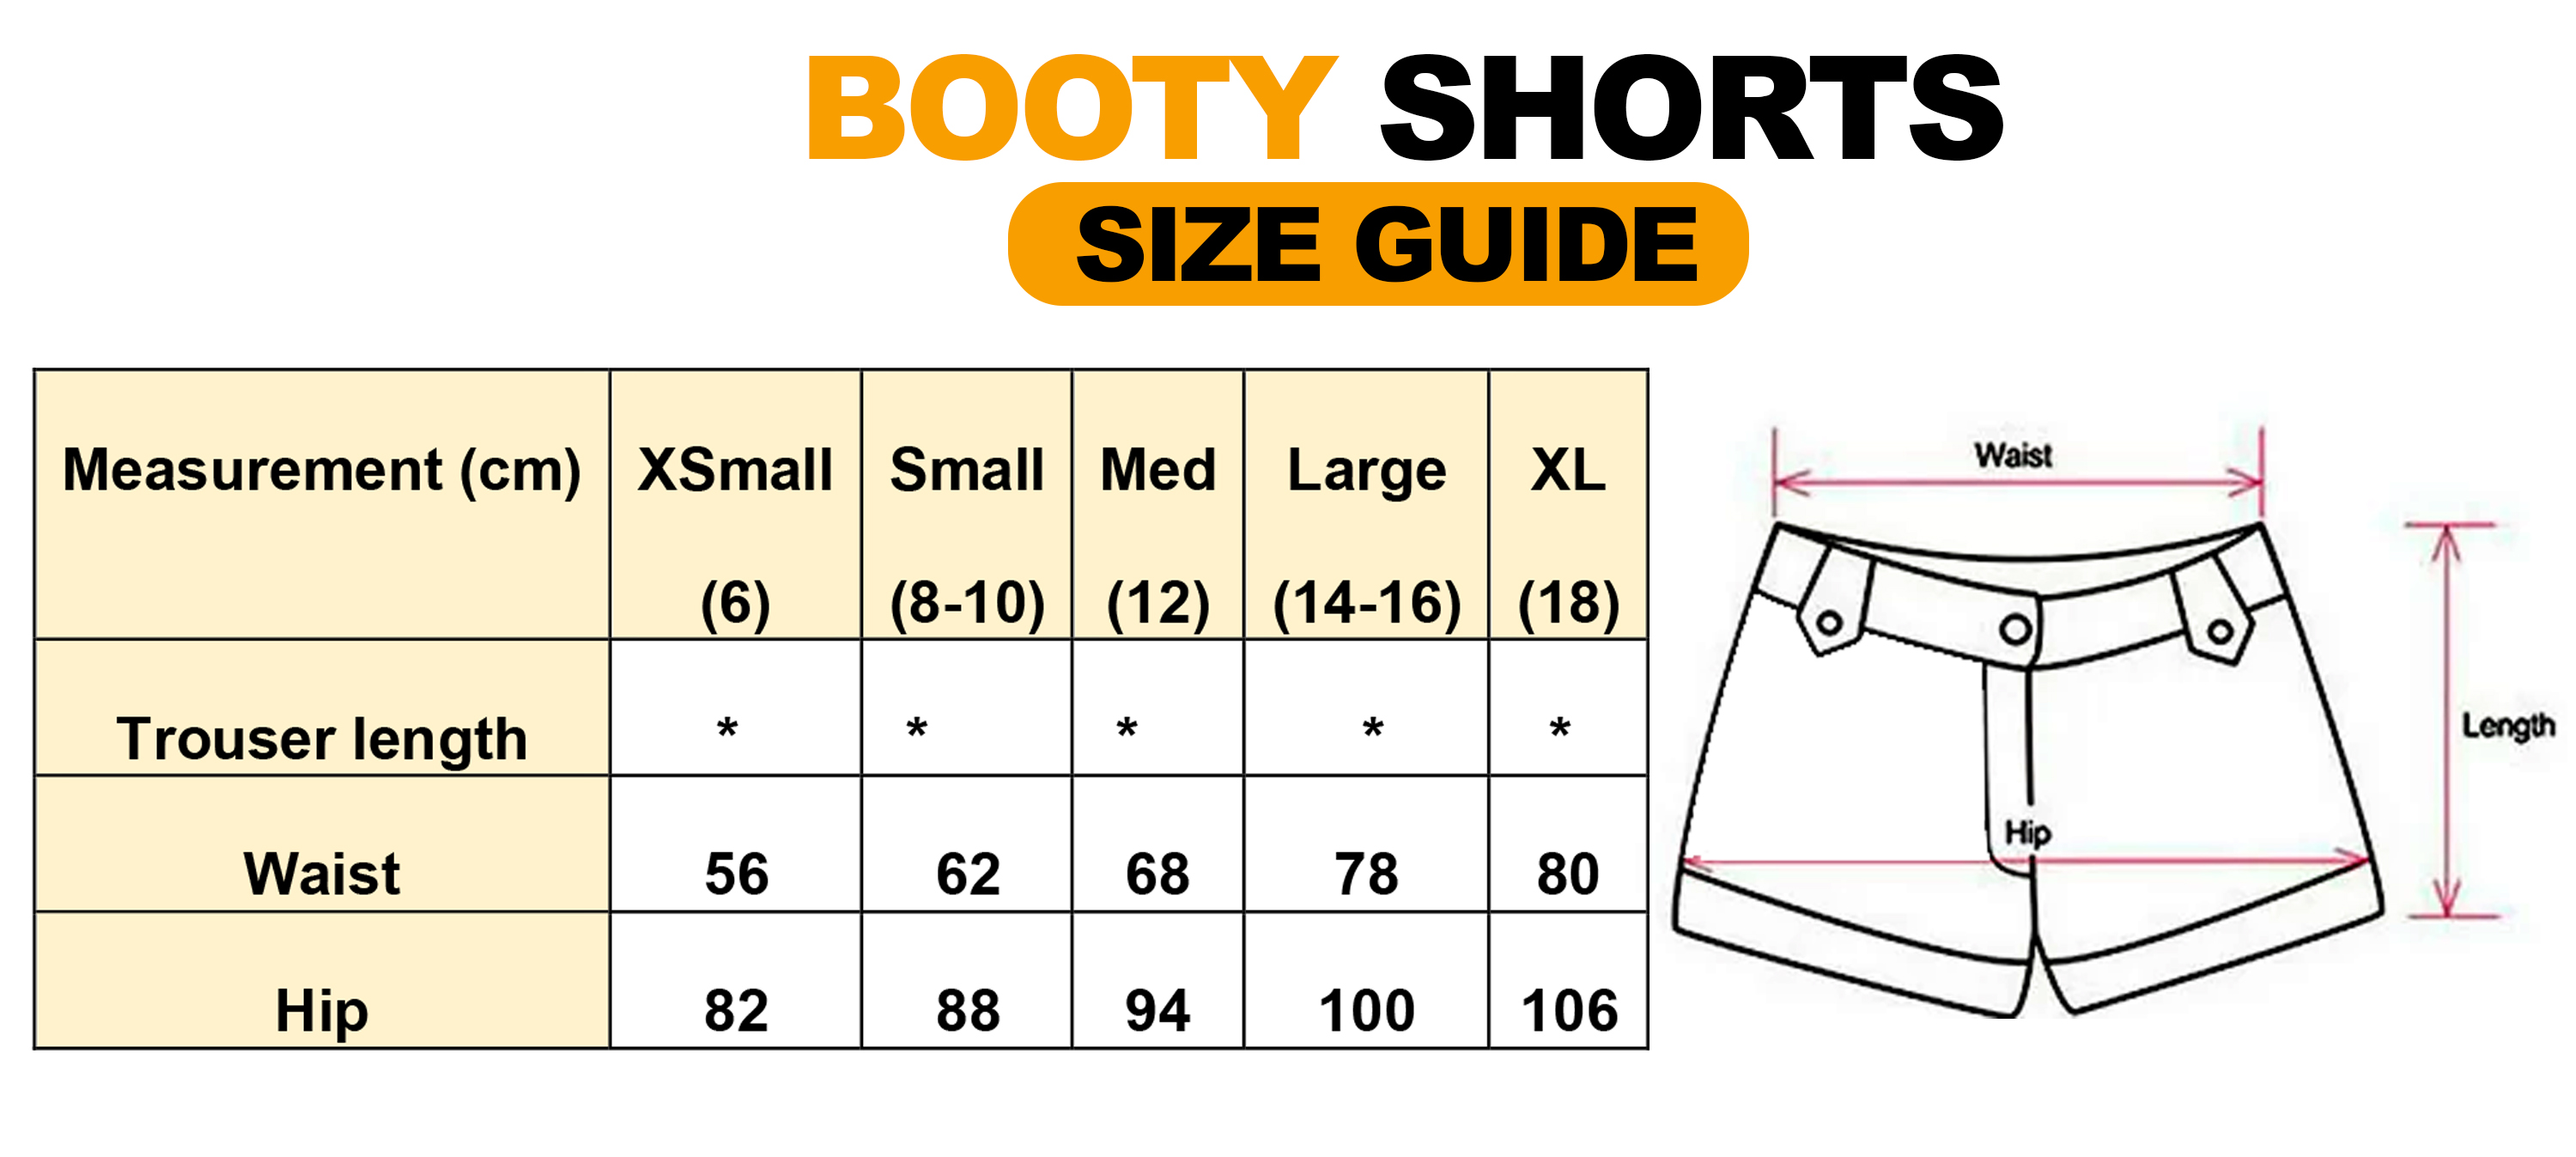 BOOTY SHORTS
SIZE GUIDE
Measurement (cm) XSmall Small Med Large XL
(6) (8-10) (12) (14-16) (18)
Trouser length * * * * *
Waist 56 62 68 78 80
Hip 82 88 94 100 106
Waist
Length
Hip